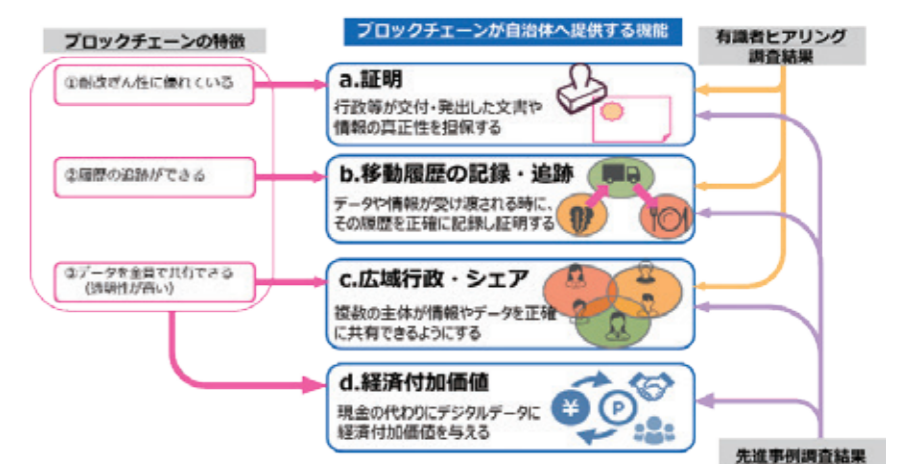 ブロックチェーンの特徴
①耐改ざん性に優れている
②履歴の追跡ができる
③データを全員で共有できる
(透明性が高い)
ブロックチェーンが自治体へ提供する機能
a.証明
行政等が交付・発出した文書や
情報の真正性を担保する
b.移動履歴の記録・追跡
データや情報が受け渡される時に、
その履歴を正確に記録し証明する
c.広域行政・シェア
複数の主体が情報やデータを正確
に共有できるようにする
d.経済付加価値
現金の代わりにデジタルデータに
経済付加価値を与える
¥
P
有識者ヒアリング
調査結果
先進事例調査結果